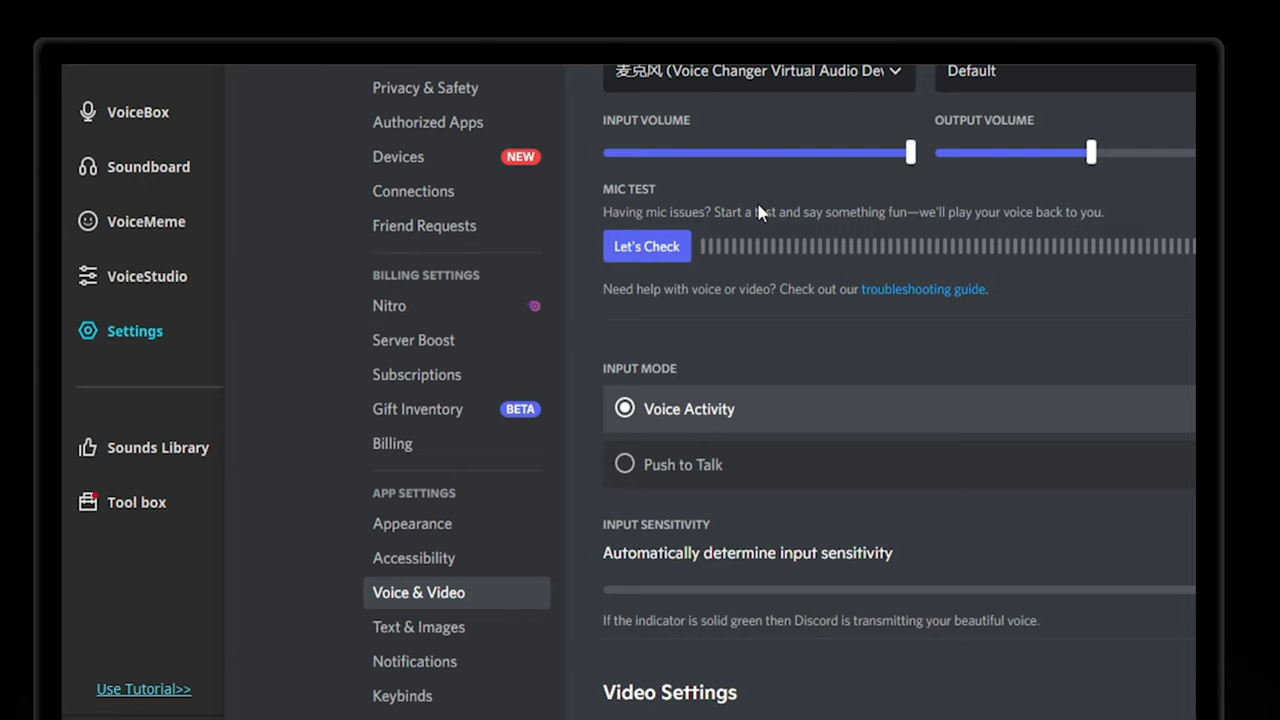 VoiceBox
Soundboard
VoiceMeme
VoiceStudio
Settings
Sounds Library
Tool box
Use Tutorial>>
Privacy & Safety
Authorized Apps
Devices NEW
Connections
Friend Requests
BILLING SETTINGS
Nitro
Server Boost
Subscriptions
Gift Inventory BETA
Billing
APP SETTINGS
Appearance
Accessibility
Voice & Video
Text & Images
Notifications
Keybinds
麦克风 (Voice Changer Virtual Audio De Default
INPUT VOLUME OUTPUT VOLUME
MIC TEST
Having mic issues? Start a test and say something fun—we'll play your voice back to you.
Let's Check
Need help with voice or video? Check out our troubleshooting guide.
INPUT MODE
Voice Activity
Push to Talk
INPUT SENSITIVITY
Automatically determine input sensitivity
If the indicator is solid green then Discord is transmitting your beautiful voice.
Video Settings